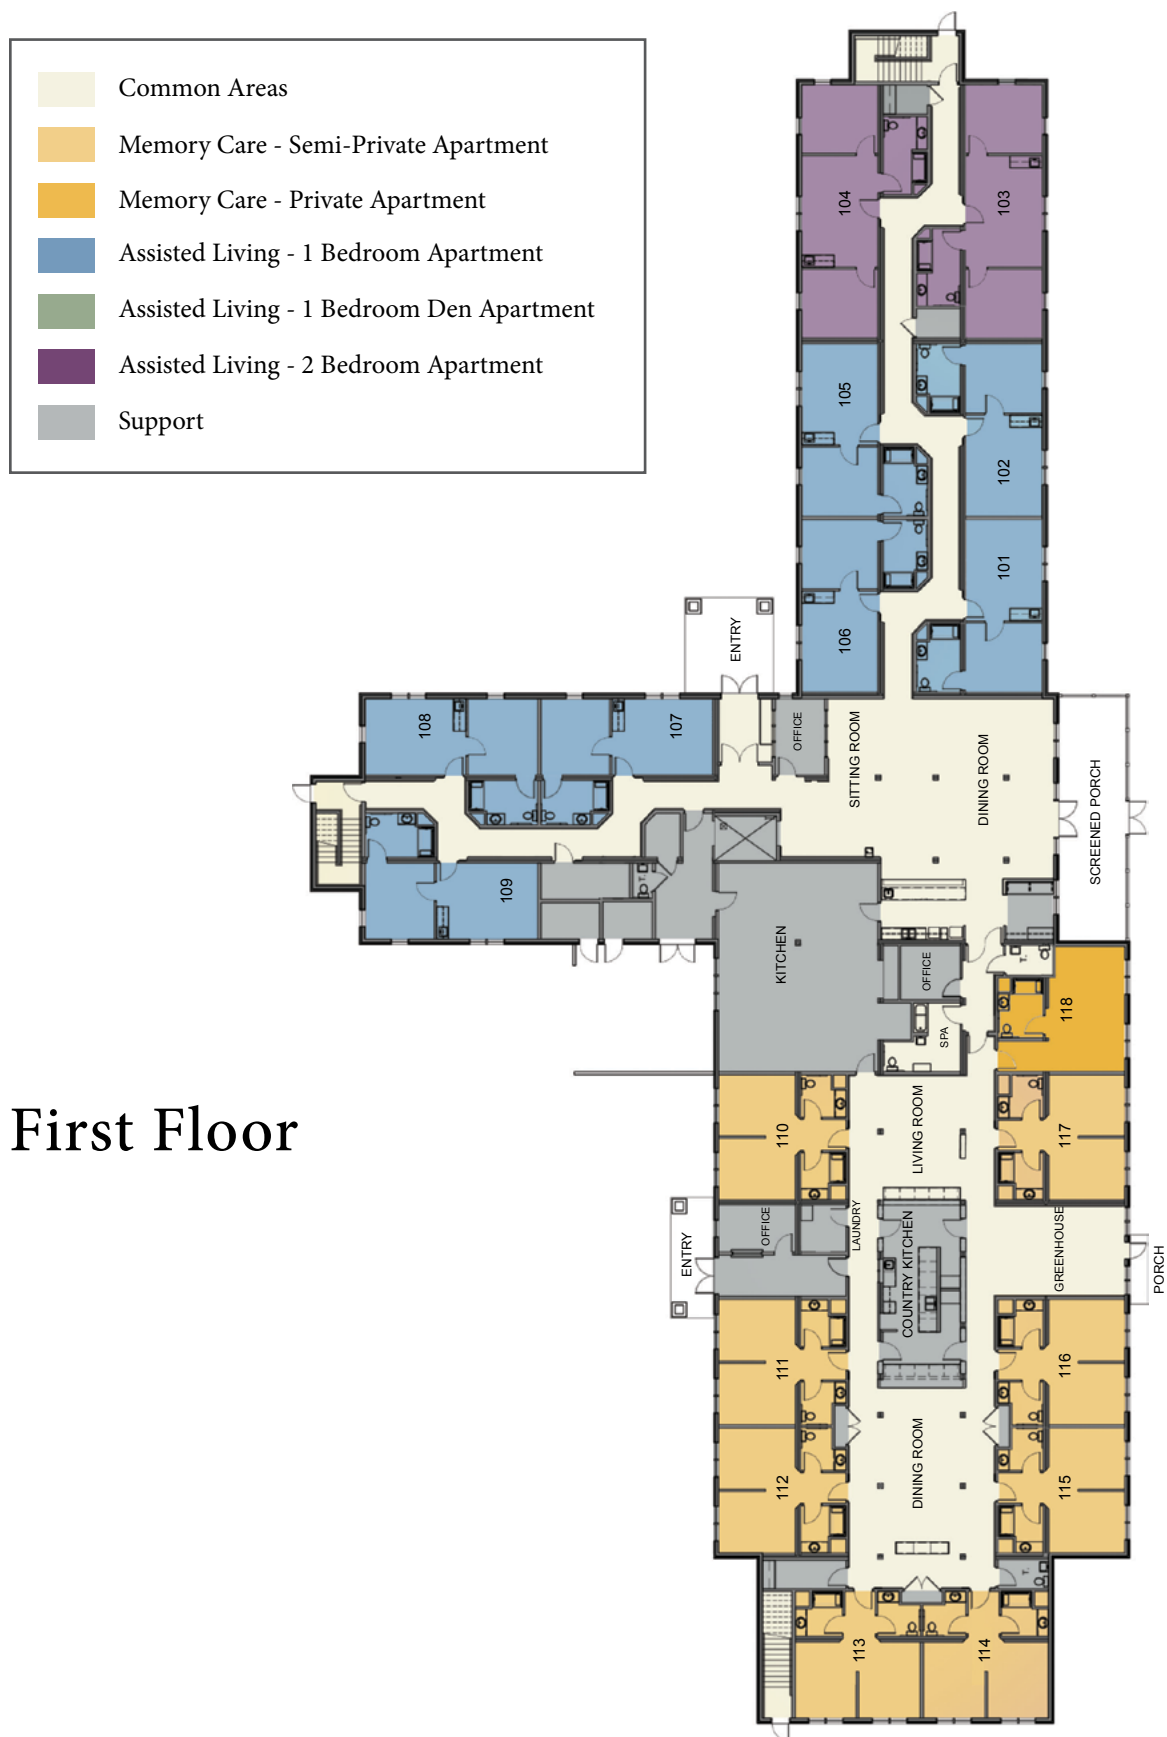 Common Areas
Memory Care - Semi-Private Apartment
Memory Care - Private Apartment
Assisted Living - 1 Bedroom Apartment
Assisted Living - 1 Bedroom Den Apartment
Assisted Living - 2 Bedroom Apartment
Support
First Floor
104
103
105
102
101
106
ENTRY
108
107
OFFICE
SITTING ROOM
DINING ROOM
SCREENED PORCH
109
T.
KITCHEN
OFFICE
T.
SPA
118
110
LIVING ROOM
117
ENTRY
OFFICE
LAUNDRY
COUNTRY KITCHEN
GREENHOUSE
PORCH
111
116
DINING ROOM
112
115
T.
113
114